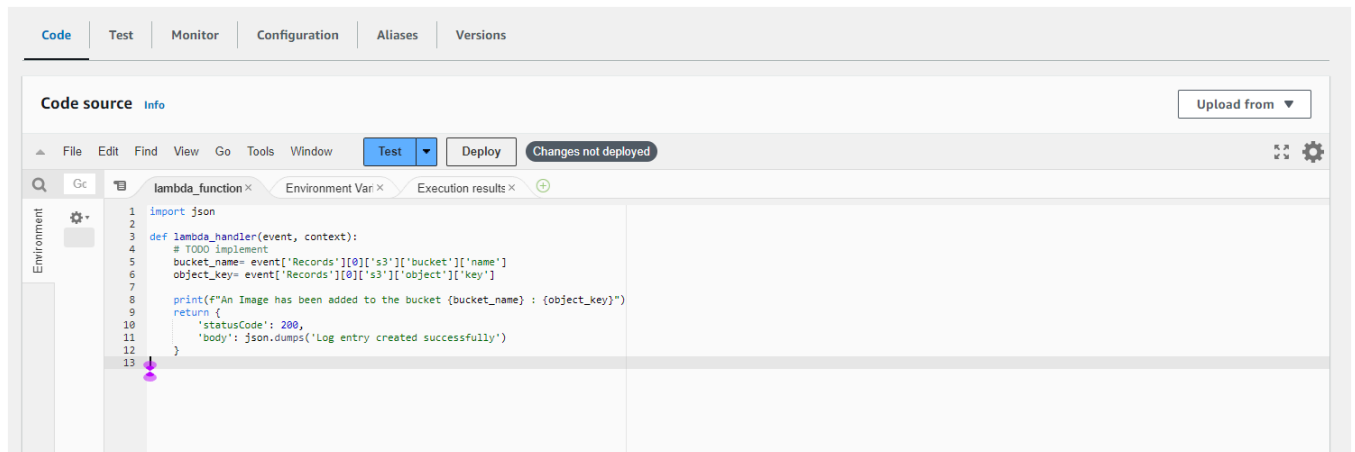 Code Test Monitor Configuration Aliases Versions
Code source Info
Upload from
File Edit Find View Go Tools Window Test Deploy Changes not deployed
Gc
lambda_function Environment Vari Execution results
Environment
1 import json
2
3 def lambda_handler(event, context):
4     # TODO implement
5     bucket_name= event['Records'][0]['s3']['bucket']['name']
6     object_key= event['Records'][0]['s3']['object']['key']
7
8     print(f"An Image has been added to the bucket {bucket_name} : {object_key}")
9     return {
10         'statusCode': 200,
11         'body': json.dumps('Log entry created successfully')
12     }
13